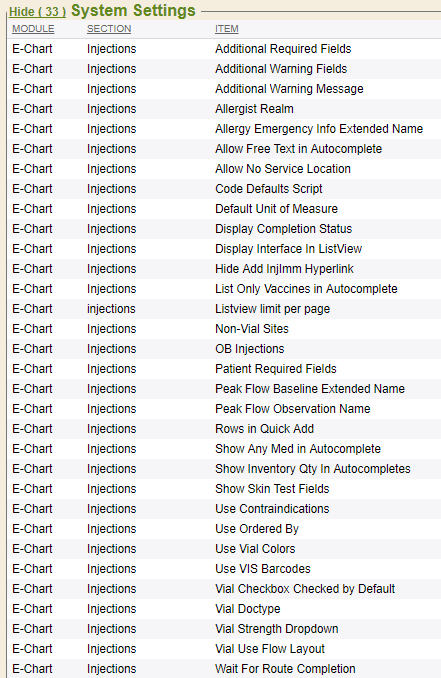 Hide ( 33 ) System Settings
MODULE SECTION ITEM
E-Chart Injections Additional Required Fields
E-Chart Injections Additional Warning Fields
E-Chart Injections Additional Warning Message
E-Chart Injections Allergist Realm
E-Chart Injections Allergy Emergency Info Extended Name
E-Chart Injections Allow Free Text in Autocomplete
E-Chart Injections Allow No Service Location
E-Chart Injections Code Defaults Script
E-Chart Injections Default Unit of Measure
E-Chart Injections Display Completion Status
E-Chart Injections Display Interface In ListView
E-Chart Injections Hide Add InjImm Hyperlink
E-Chart Injections List Only Vaccines in Autocomplete
E-Chart injections Listview limit per page
E-Chart Injections Non-Vial Sites
E-Chart Injections OB Injections
E-Chart Injections Patient Required Fields
E-Chart Injections Peak Flow Baseline Extended Name
E-Chart Injections Peak Flow Observation Name
E-Chart Injections Rows in Quick Add
E-Chart Injections Show Any Med in Autocomplete
E-Chart Injections Show Inventory Qty In Autocompletes
E-Chart Injections Show Skin Test Fields
E-Chart Injections Use Contraindications
E-Chart Injections Use Ordered By
E-Chart Injections Use Vial Colors
E-Chart Injections Use VIS Barcodes
E-Chart Injections Vial Checkbox Checked by Default
E-Chart Injections Vial Doctype
E-Chart Injections Vial Strength Dropdown
E-Chart Injections Vial Use Flow Layout
E-Chart Injections Wait For Route Completion